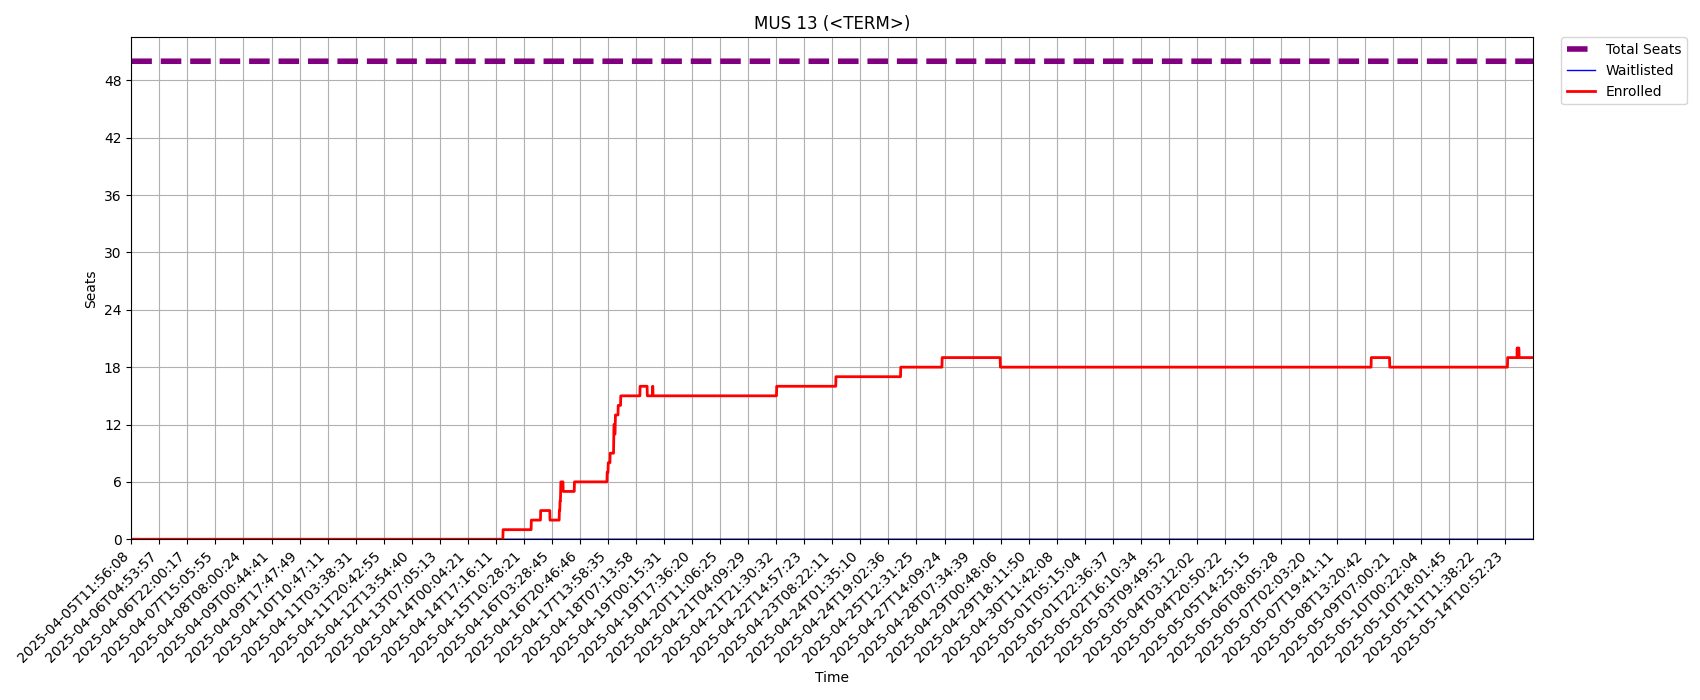 MUS 13 (<TERM>)
Total Seats
Waitlisted
Enrolled
48
42
36
30
24
18
12
6
0
Seats
2025-04-05T11:56:08
2025-04-06T04:53:57
2025-04-06T22:00:17
2025-04-07T15:05:55
2025-04-08T08:00:24
2025-04-09T00:44:41
2025-04-09T17:47:49
2025-04-10T10:47:11
2025-04-11T03:38:31
2025-04-11T20:42:55
2025-04-12T13:54:40
2025-04-13T07:05:13
2025-04-14T00:04:21
2025-04-14T17:16:11
2025-04-15T10:28:21
2025-04-16T03:28:45
2025-04-16T20:46:46
2025-04-17T13:58:35
2025-04-18T07:13:58
2025-04-19T00:15:31
2025-04-19T17:36:20
2025-04-20T11:06:25
2025-04-21T04:09:29
2025-04-21T21:30:32
2025-04-22T14:57:23
2025-04-23T08:22:11
2025-04-24T01:35:10
2025-04-24T19:02:36
2025-04-25T12:31:25
2025-04-27T14:09:24
2025-04-28T07:34:39
2025-04-29T00:48:06
2025-04-29T18:11:50
2025-04-30T11:42:08
2025-05-01T05:15:04
2025-05-01T22:36:37
2025-05-02T16:10:34
2025-05-03T09:49:52
2025-05-04T03:12:02
2025-05-04T20:50:22
2025-05-05T14:25:15
2025-05-06T08:05:28
2025-05-07T02:03:20
2025-05-07T19:41:11
2025-05-08T13:20:42
2025-05-09T07:00:21
2025-05-10T00:22:04
2025-05-10T18:01:45
2025-05-11T11:38:22
2025-05-14T10:52:23
Time